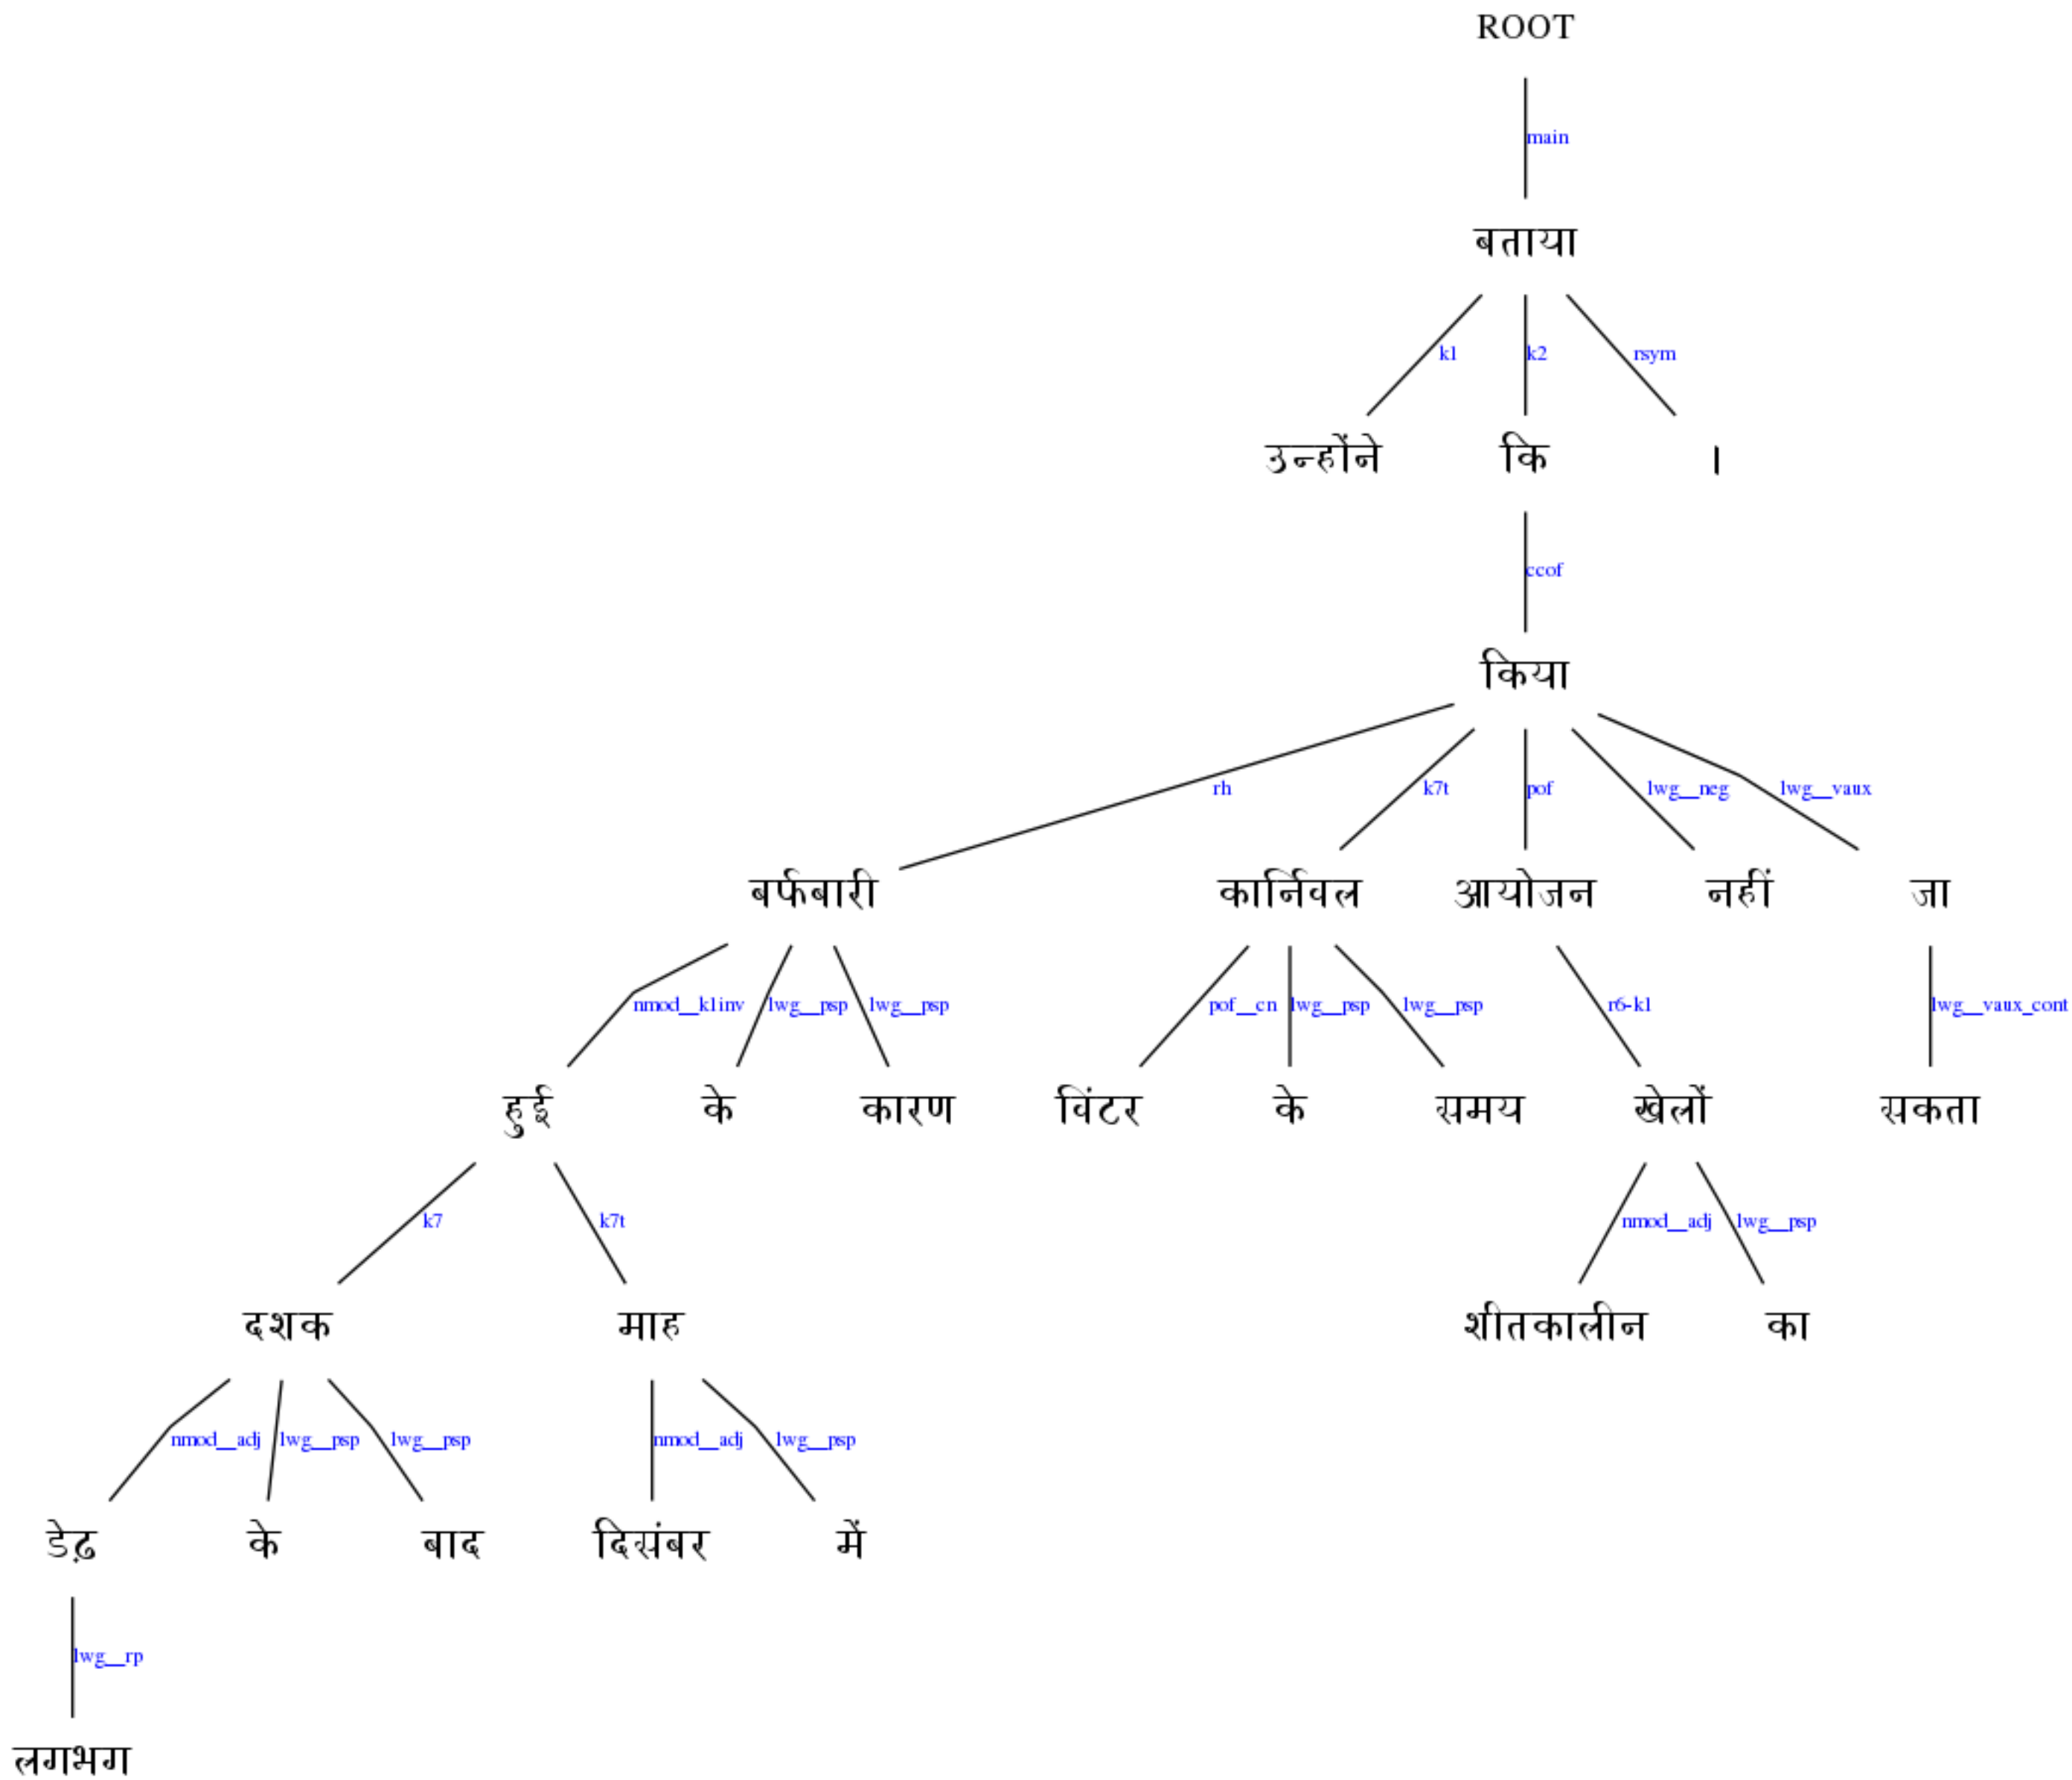 ROOT
main
बताया
k1 k2 rsym
उन्होंने कि ।
ccof
किया
rh k7t pof lwg__neg lwg__vaux
बर्फबारी कार्निवल आयोजन नहीं जा
nmod__k1inv lwg__psp lwg__psp pof__cn lwg__psp lwg__psp r6-k1 lwg__vaux_cont
हुई के कारण विंटर के समय खेलों सकता
k7 k7t nmod__adj lwg__psp
दशक माह शीतकालीन का
nmod__adj lwg__psp lwg__psp nmod__adj lwg__psp
डेढ़ के बाद दिसंबर में
lwg__rp
लगभग